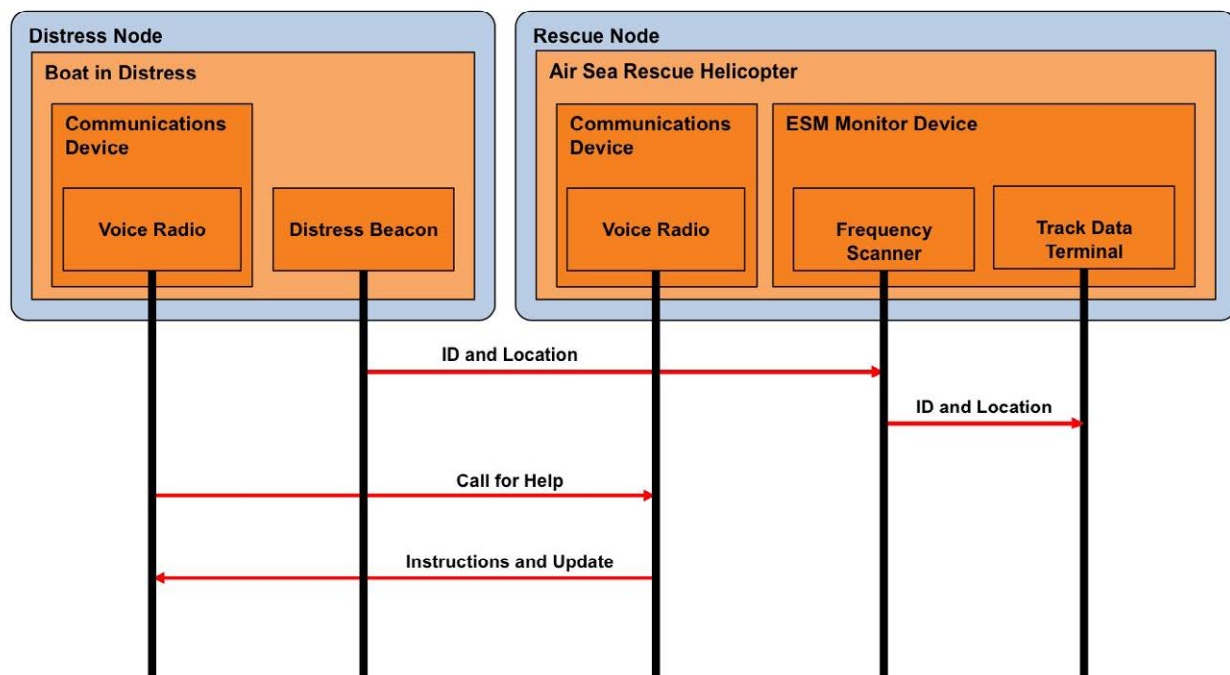 Distress Node
Boat in Distress
Communications
Device
Voice Radio
Distress Beacon
Rescue Node
Air Sea Rescue Helicopter
Communications
Device
Voice Radio
ESM Monitor Device
Frequency
Scanner
Track Data
Terminal
ID and Location
ID and Location
Call for Help
Instructions and Update